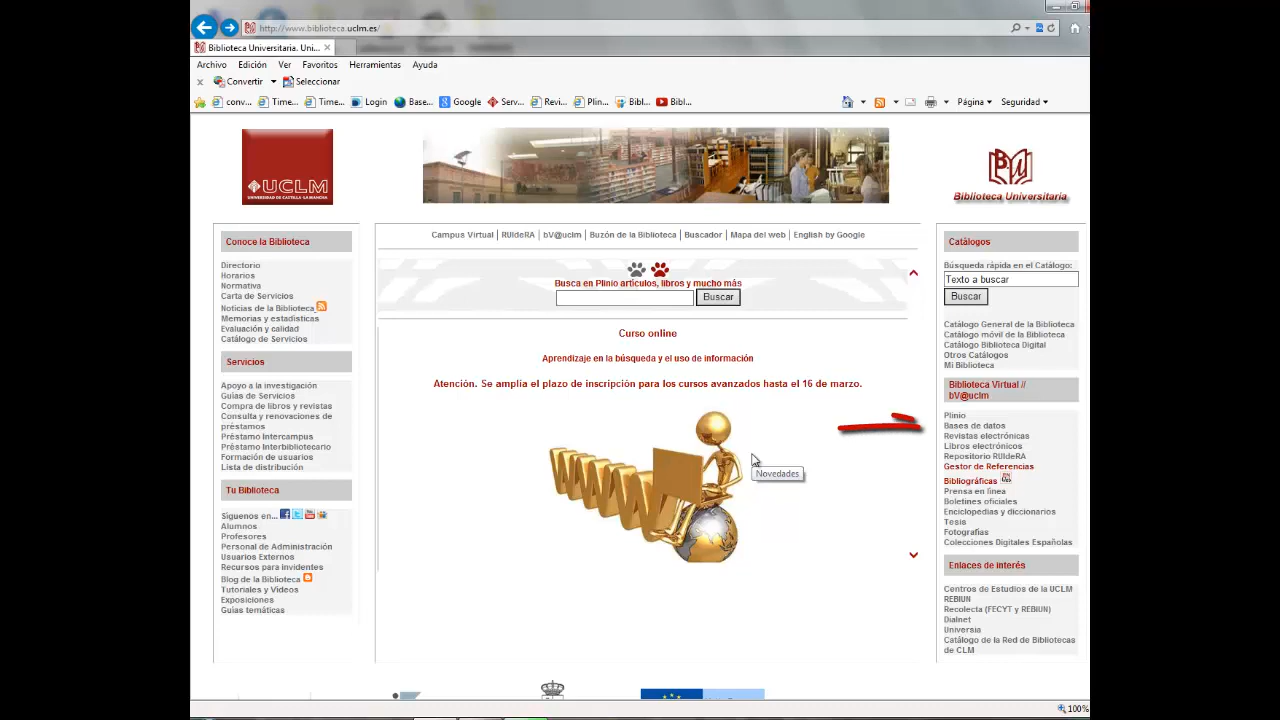 http://www.biblioteca.uclm.es/
Biblioteca Universitaria. Uni...
Archivo Edición Ver Favoritos Herramientas Ayuda
Convertir Seleccionar
conv... Time... Time... Login Base... Google Serv... Revi... Plin... Bibl... Bibl...
Página Seguridad
UCLM
UNIVERSIDAD DE CASTILLA-LA MANCHA
Biblioteca Universitaria
Conoce la Biblioteca
Directorio
Horarios
Normativa
Carta de Servicios
Noticias de la Biblioteca
Memorias y estadísticas
Evaluación y calidad
Catálogo de Servicios
Servicios
Apoyo a la investigación
Guías de Servicios
Compra de libros y revistas
Consulta y renovaciones de
préstamos
Préstamo Intercampus
Préstamo Interbibliotecario
Formación de usuarios
Lista de distribución
Tu Biblioteca
Síguenos en...
Alumnos
Profesores
Personal de Administración
Usuarios Externos
Recursos para invidentes
Blog de la Biblioteca
Tutoriales y Vídeos
Exposiciones
Guías temáticas
Campus Virtual RUIdeRA bV@uclm Buzón de la Biblioteca Buscador Mapa del web English by Google
Busca en Plinio artículos, libros y mucho más
Buscar
Curso online
Aprendizaje en la búsqueda y el uso de información
Atención. Se amplia el plazo de inscripción para los cursos avanzados hasta el 16 de marzo.
WWW
Novedades
Catálogos
Búsqueda rápida en el Catálogo:
Texto a buscar
Buscar
Catálogo General de la Biblioteca
Catálogo móvil de la Biblioteca
Catálogo Biblioteca Digital
Otros Catálogos
Mi Biblioteca
Biblioteca Virtual //
bV@uclm
Plinio
Bases de datos
Revistas electrónicas
Libros electrónicos
Repositorio RUIdeRA
Gestor de Referencias
Bibliográficas
Prensa en línea
Boletines oficiales
Enciclopedias y diccionarios
Tesis
Fotografías
Colecciones Digitales Españolas
Enlaces de interés
Centros de Estudios de la UCLM
REBIUN
Recolecta (FECYT y REBIUN)
Dialnet
Universia
Catálogo de la Red de Bibliotecas
de CLM
100%